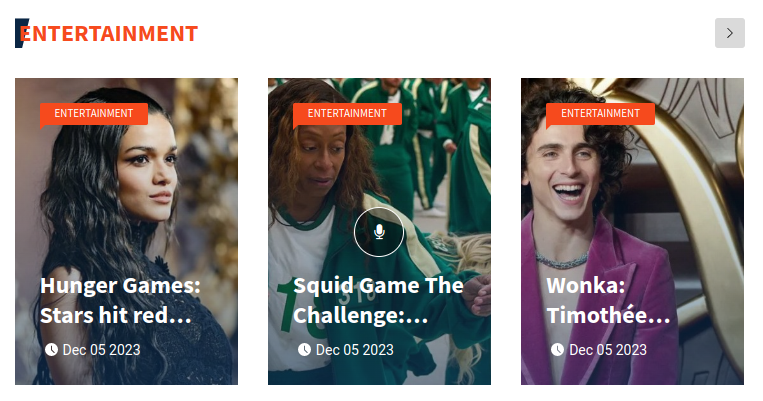 ENTERTAINMENT
ENTERTAINMENT
Hunger Games:
Stars hit red...
Dec 05 2023
ENTERTAINMENT
Squid Game The
Challenge:...
Dec 05 2023
ENTERTAINMENT
Wonka:
Timothée...
Dec 05 2023